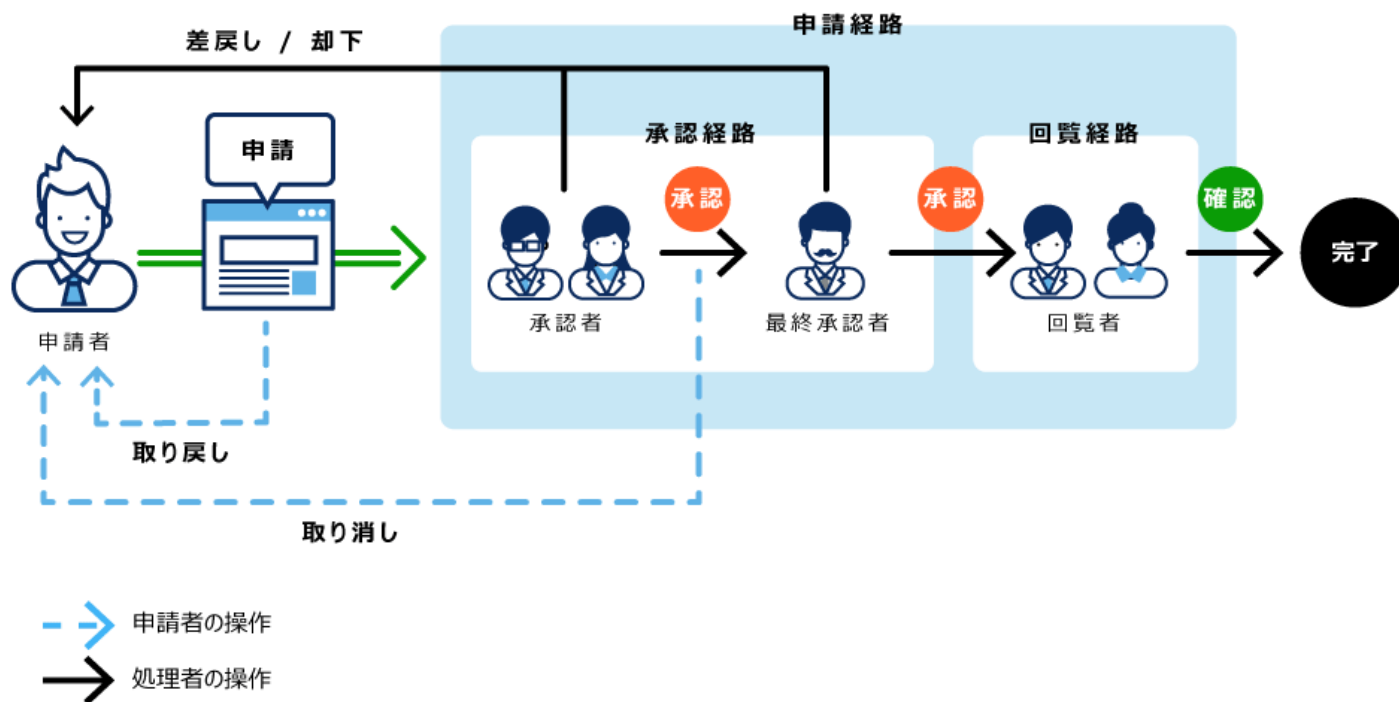 申請経路
差戻し / 却下
承認経路
回覧経路
申請
承認
承認
確認
完了
申請者
承認者
最終承認者
回覧者
取り戻し
取り消し
申請者の操作
処理者の操作